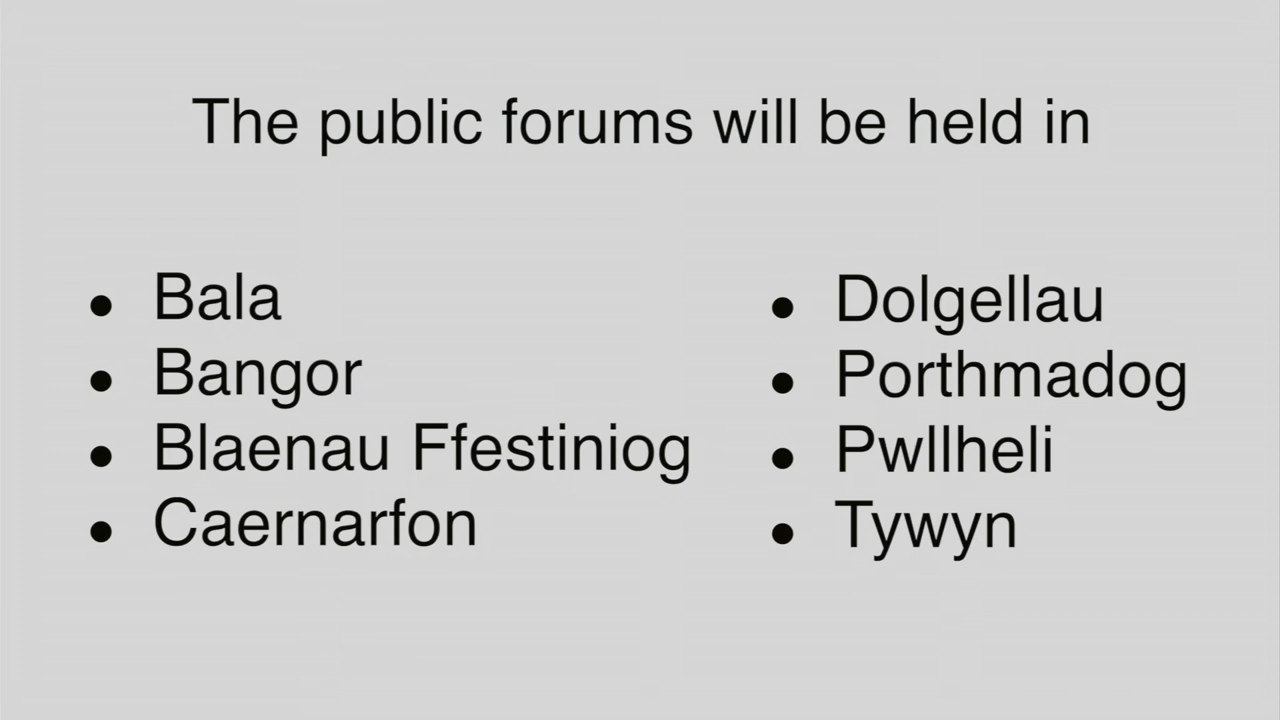 The public forums will be held in
• Bala
• Bangor
• Blaenau Ffestiniog
• Caernarfon
• Dolgellau
• Porthmadog
• Pwllheli
• Tywyn